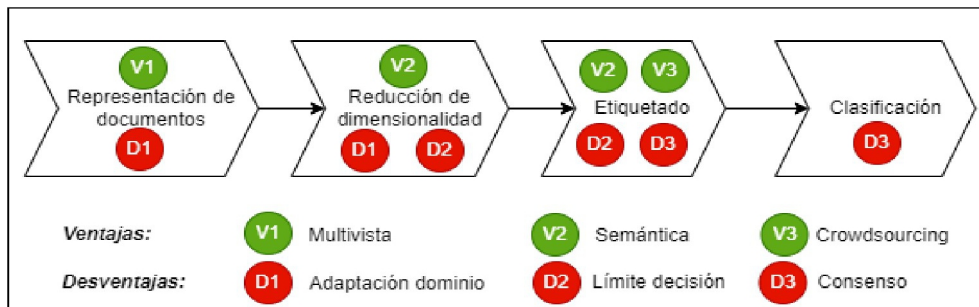 V1
Representación de
documentos
D1
V2
Reducción de
dimensionalidad
D1 D2
V2 V3
Etiquetado
D2 D3
Clasificación
D3
Ventajas: V1 Multivista V2 Semántica V3 Crowdsourcing
Desventajas: D1 Adaptación dominio D2 Límite decisión D3 Consenso